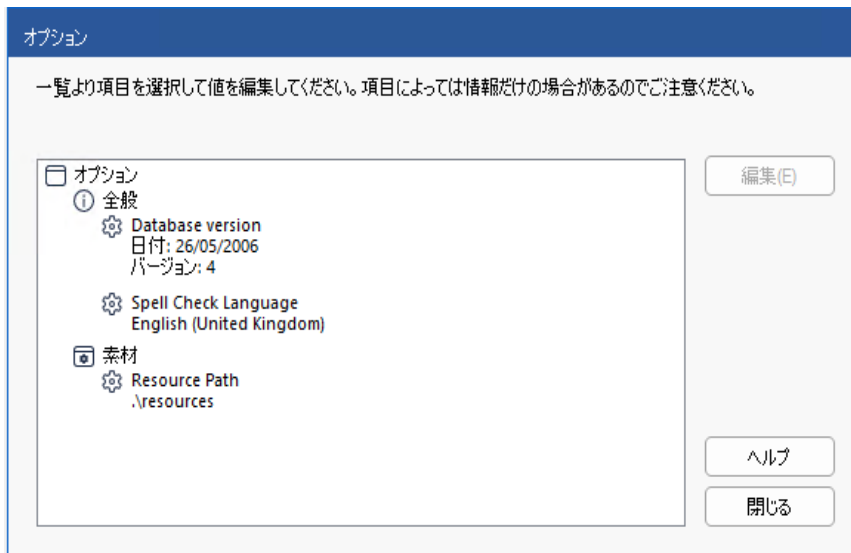 オプション
一覧より項目を選択して値を編集してください。項目によっては情報だけの場合があるのでご注意ください。
オプション
編集(E)
全般
Database version
日付: 26/05/2006
バージョン: 4
Spell Check Language
English (United Kingdom)
素材
Resource Path
.\resources
ヘルプ
閉じる